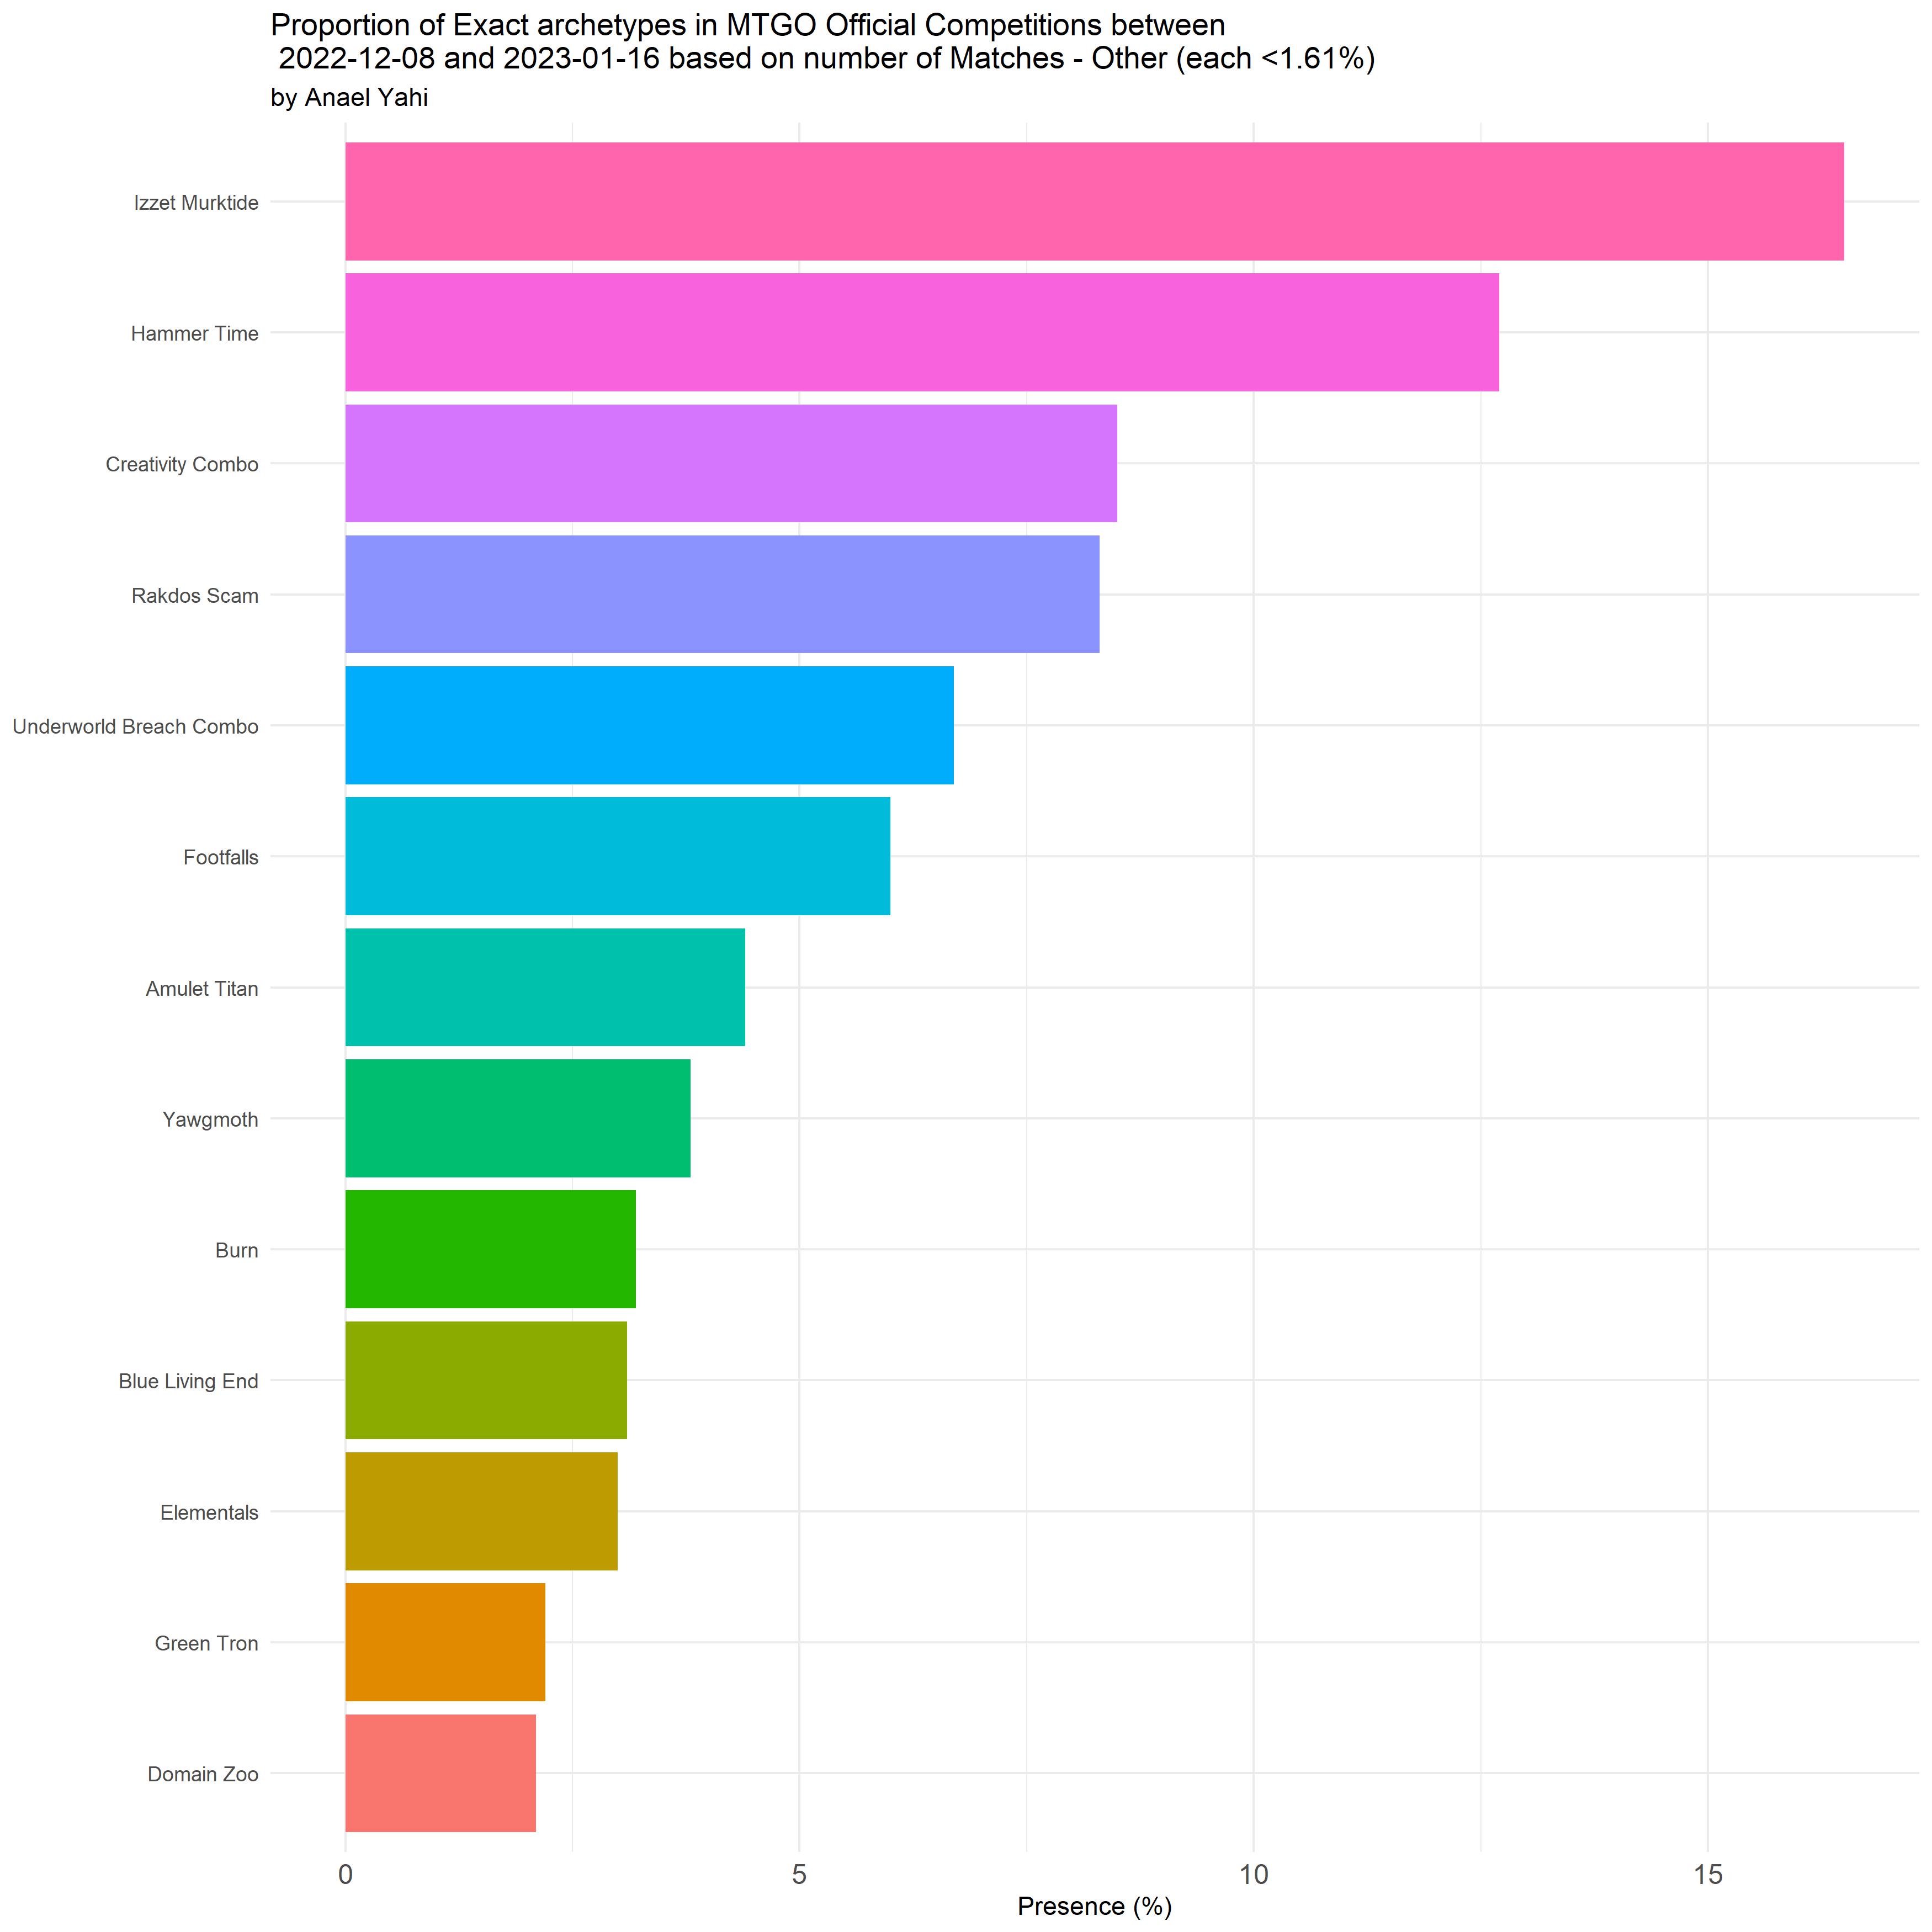 Proportion of Exact archetypes in MTGO Official Competitions between
2022-12-08 and 2023-01-16 based on number of Matches - Other (each <1.61%)
by Anael Yahi
Izzet Murktide
Hammer Time
Creativity Combo
Rakdos Scam
Underworld Breach Combo
Footfalls
Amulet Titan
Yawgmoth
Burn
Blue Living End
Elementals
Green Tron
Domain Zoo
0 5 10 15
Presence (%)